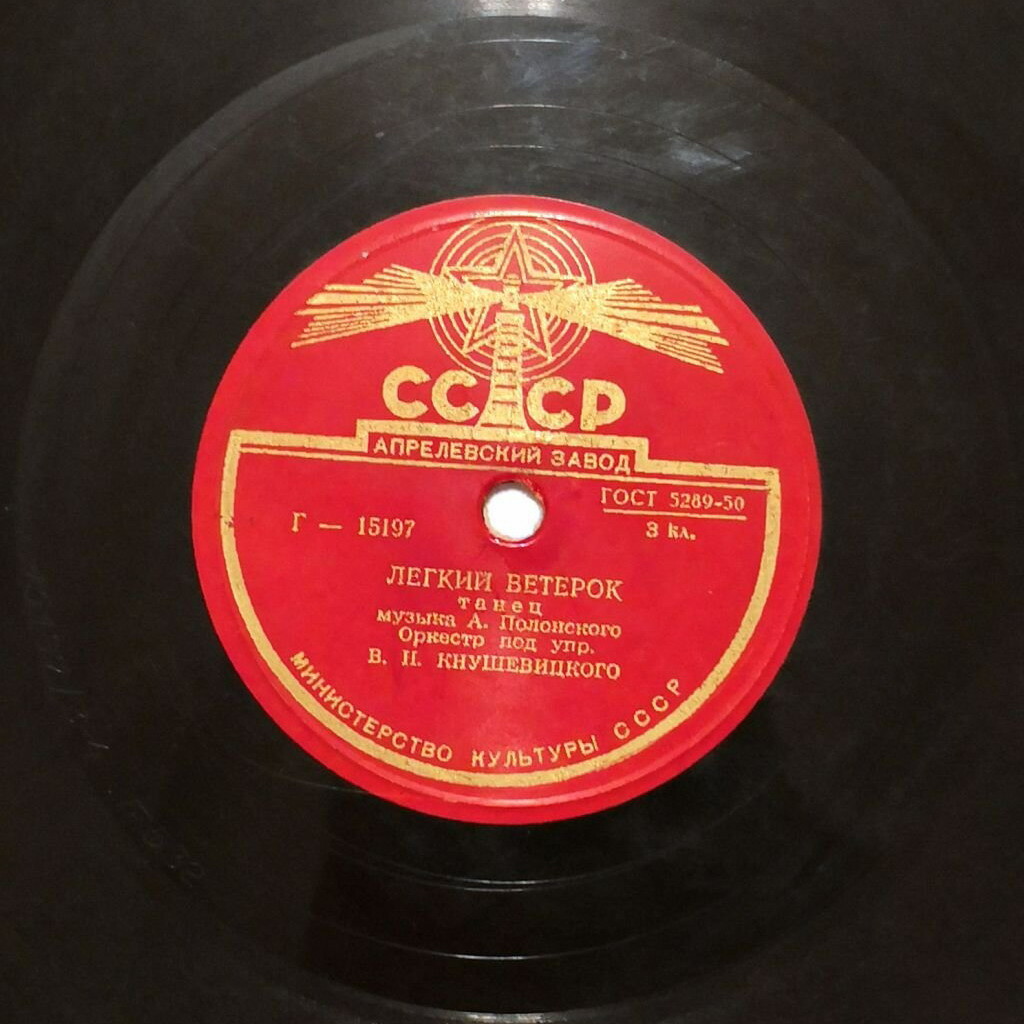 СССР
АПРЕЛЕВСКИЙ ЗАВОД
ГОСТ 5289-50
Г — 15197
3 кл.
ЛЕГКИЙ ВЕТЕРОК
танец
музыка А. Полонского
Оркестр под упр.
В. Н. КНУШЕВИЦКОГО
МИНИСТЕРСТВО КУЛЬТУРЫ СССР